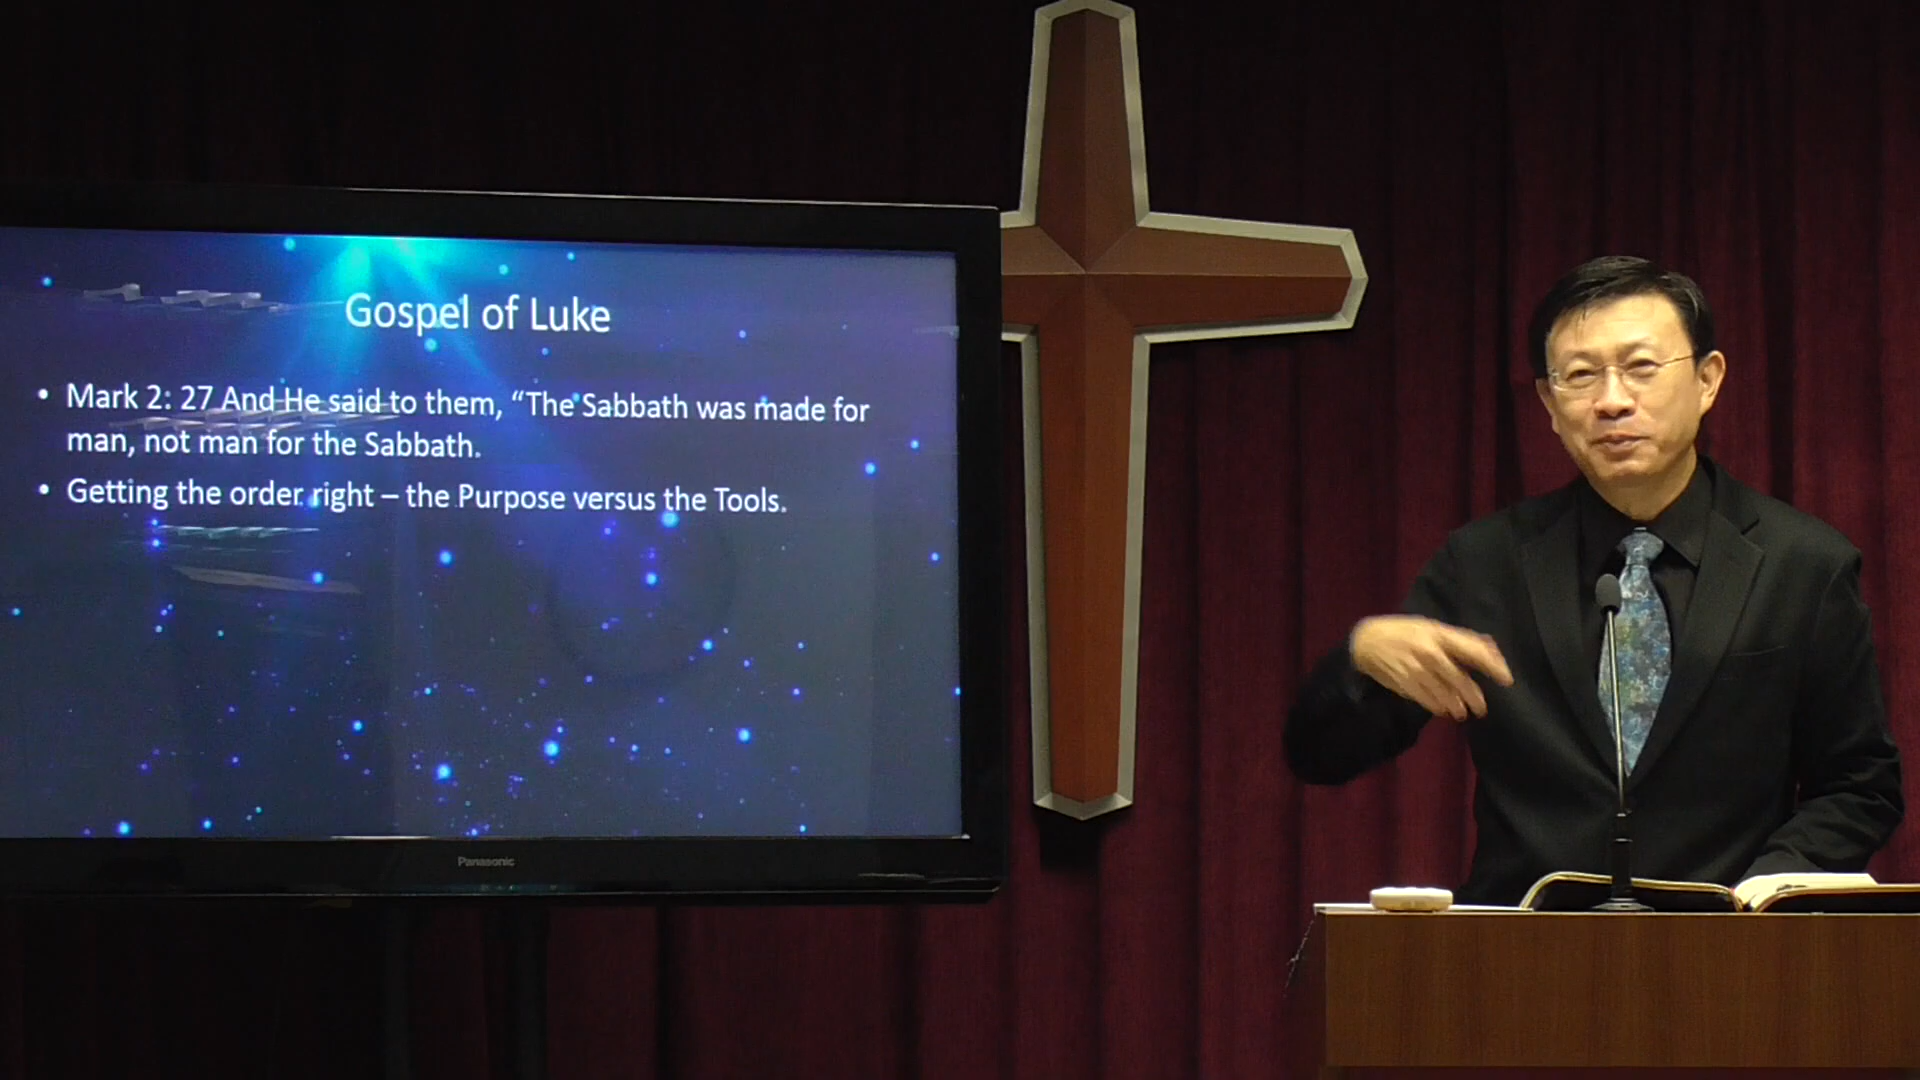 Gospel of Luke
• Mark 2: 27 And He said to them, “The Sabbath was made for
man, not man for the Sabbath.
• Getting the order right – the Purpose versus the Tools.
Panasonic